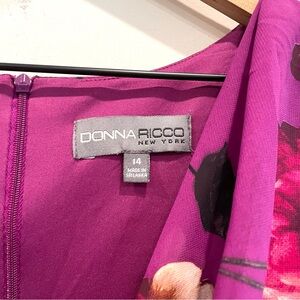 DONNA RICCO
NEW YORK
14
MADE IN
SRI LANKA